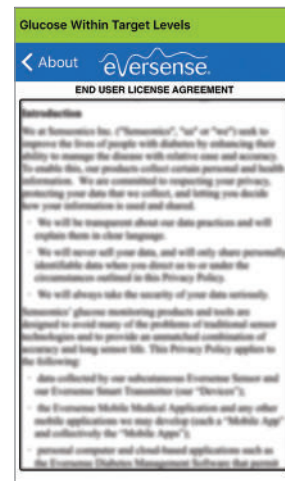 Glucose Within Target Levels
About eversense.
END USER LICENSE AGREEMENT
Introduction
We at Senseonics Inc. ("Senseonics", "us" or "we") seek to
improve the lives of people with diabetes by enhancing their
ability to manage the disease with relative ease and accuracy.
To enable this, our products collect certain personal and health
information. We are committed to respecting your privacy,
protecting your data that we collect, and letting you decide
how your information is used and shared.
We will be transparent about our data practices and will
explain them in clear language.
We will never sell your data, and will only share personally
identifiable data when you direct us to or under the
circumstances outlined in this Privacy Policy.
We will always take the security of your data seriously.
Senseonics' glucose monitoring products and tools are
designed to avoid many of the problems of traditional sensor
technologies and to provide an unmatched combination of
accuracy and long sensor life. This Privacy Policy applies to
the following:
data collected by our subcutaneous Eversense Sensor and
our Eversense Smart Transmitter (our "Devices");
the Eversense Mobile Medical Application and any other
mobile applications we may develop (each a "Mobile App"
and collectively the "Mobile Apps");
personal computer and cloud-based applications such as
the Eversense Diabetes Management Software that permit